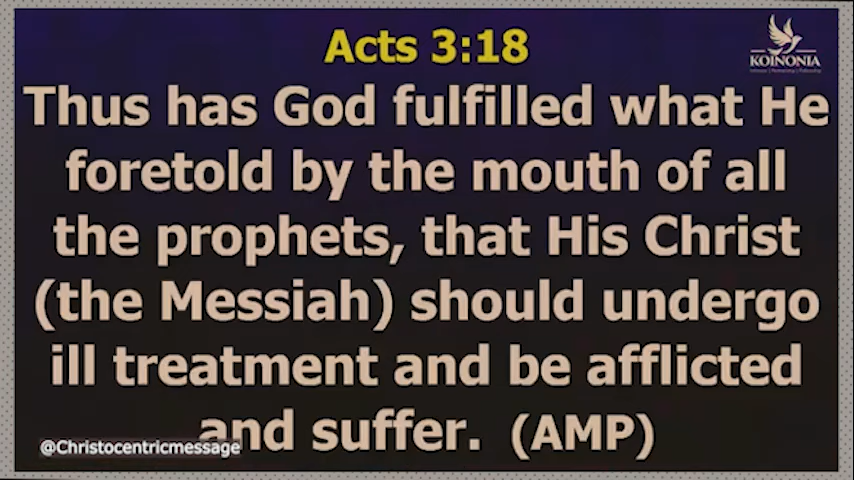 Acts 3:18
KOINONIA
Thus has God fulfilled what He
foretold by the mouth of all
the prophets, that His Christ
(the Messiah) should undergo
ill treatment and be afflicted
and suffer. (AMP)
@Christocentricmessage